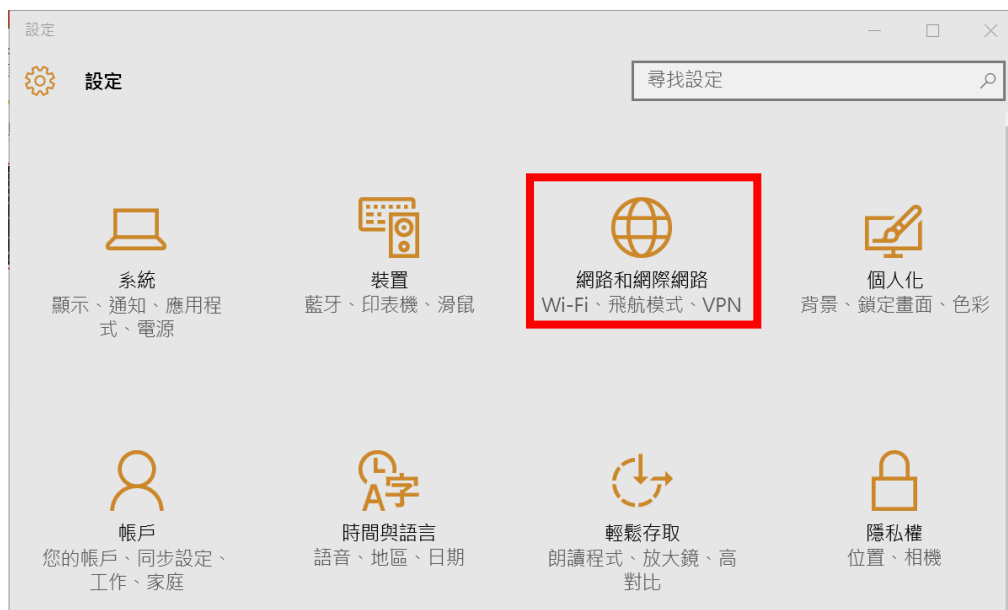 設定
設定
尋找設定
系統
顯示、通知、應用程
式、電源
裝置
藍牙、印表機、滑鼠
網路和網際網路
Wi-Fi、飛航模式、VPN
個人化
背景、鎖定畫面、色彩
帳戶
您的帳戶、同步設定、
工作、家庭
時間與語言
語音、地區、日期
輕鬆存取
朗讀程式、放大鏡、高
對比
隱私權
位置、相機